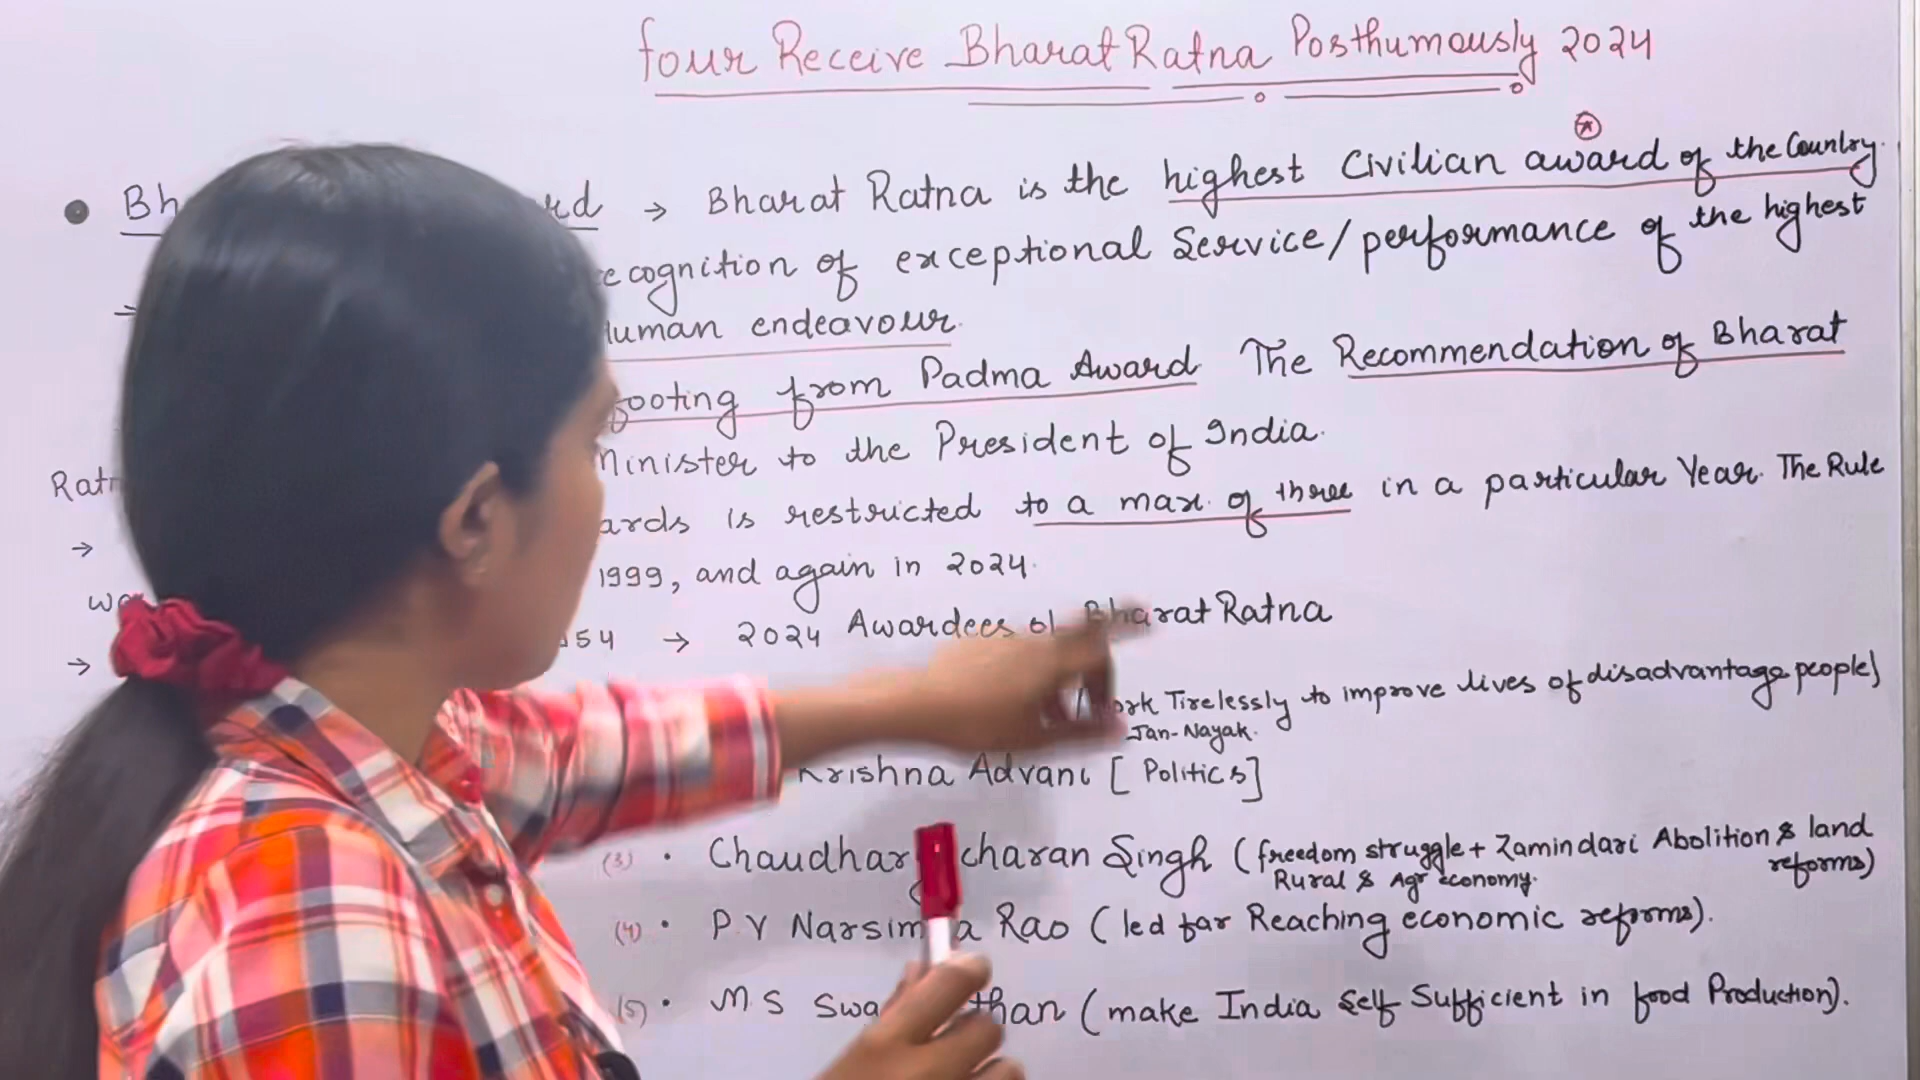 four Receive Bharat Ratna Posthumously 2024
Bh rd → Bharat Ratna is the highest Civilian award of the Country.
→ ecognition of exceptional Service/performance of the highest
uman endeavour.
footing from Padma Award. The Recommendation of Bharat
Ratn Minister to the President of India.
→ ards is restricted to a max. of three in a particular Year. The Rule
wa 1999, and again in 2024.
→ 954 → 2024 Awardees of Bharat Ratna
ork Tirelessly to improve lives of disadvantage people)
Jan-Nayak.
Krishna Advani [Politics]
(3) • Chaudhary charan Singh (freedom struggle + Zamindari Abolition & land reforms)
Rural & Agr economy.
(4) • P.V Narsim a Rao (led far Reaching economic reforms).
(5) • M S Swa than (make India Self Sufficient in food Production).